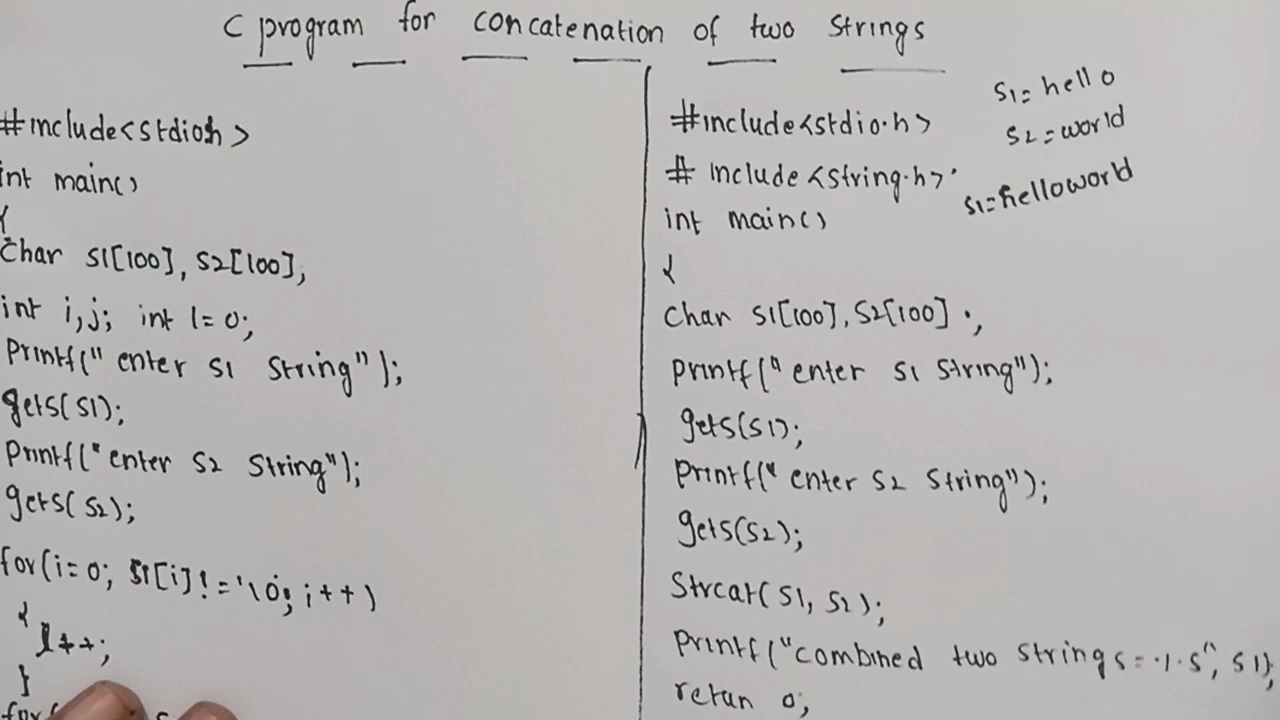 C program for concatenation of two Strings
#include<stdioh>
int main()
{
Char S1[100], S2[100],
int i,j; int l=0;
Printf("enter S1 String");
gets(S1);
Printf("enter S2 String");
gets(S2);
for(i=0; S1[i]!='\0; i++)
{
l++;
}
for(
#include<stdio.h>
# include<string.h>
int main()
{
Char S1[100], S2[100] ;
printf("enter S1 String");
gets(S1);
Printf("enter S2 String");
gets(S2);
Strcat(S1, S2);
Printf("combined two strings=%s", S1);
retun 0;
S1=hello
S2=world
S1=helloworld